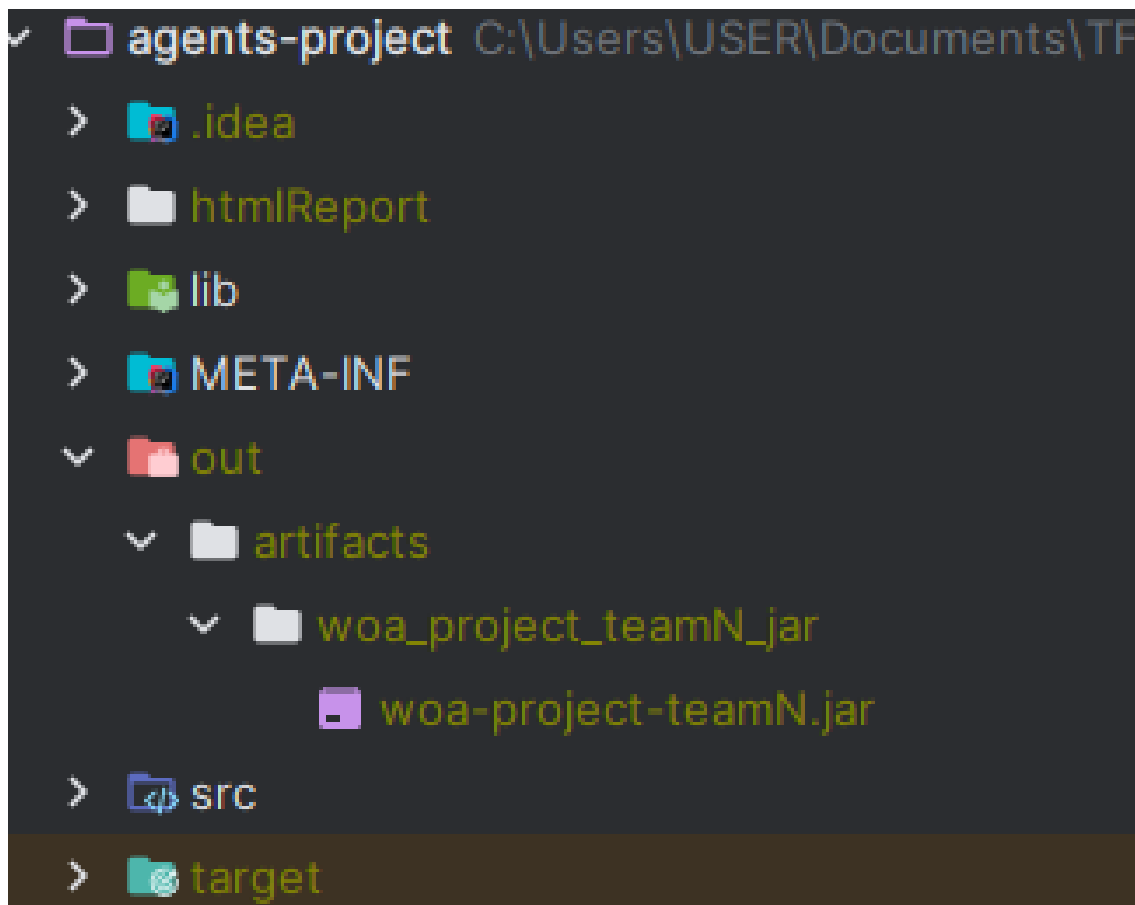 agents-project C:\Users\USER\Documents\TF
.idea
htmlReport
lib
META-INF
out
artifacts
woa_project_teamN_jar
woa-project-teamN.jar
src
target